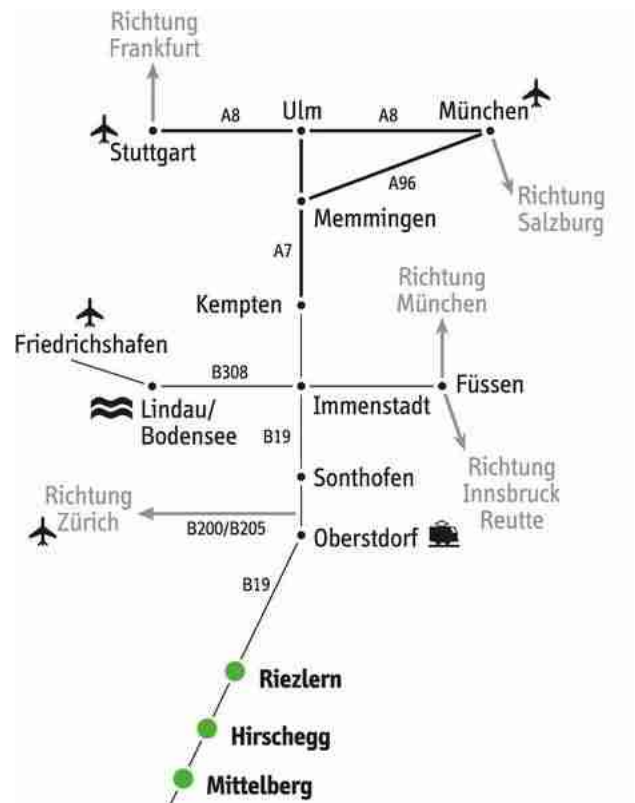 Richtung
Frankfurt
Ulm
München
A8
A8
Stuttgart
A96
Richtung
Salzburg
Memmingen
A7
Richtung
München
Kempten
Friedrichshafen
B308
Füssen
Lindau/
Bodensee
Immenstadt
B19
Richtung
Innsbruck
Reutte
Sonthofen
Richtung
Zürich
B200/B205
Oberstdorf
B19
Riezlern
Hirschegg
Mittelberg